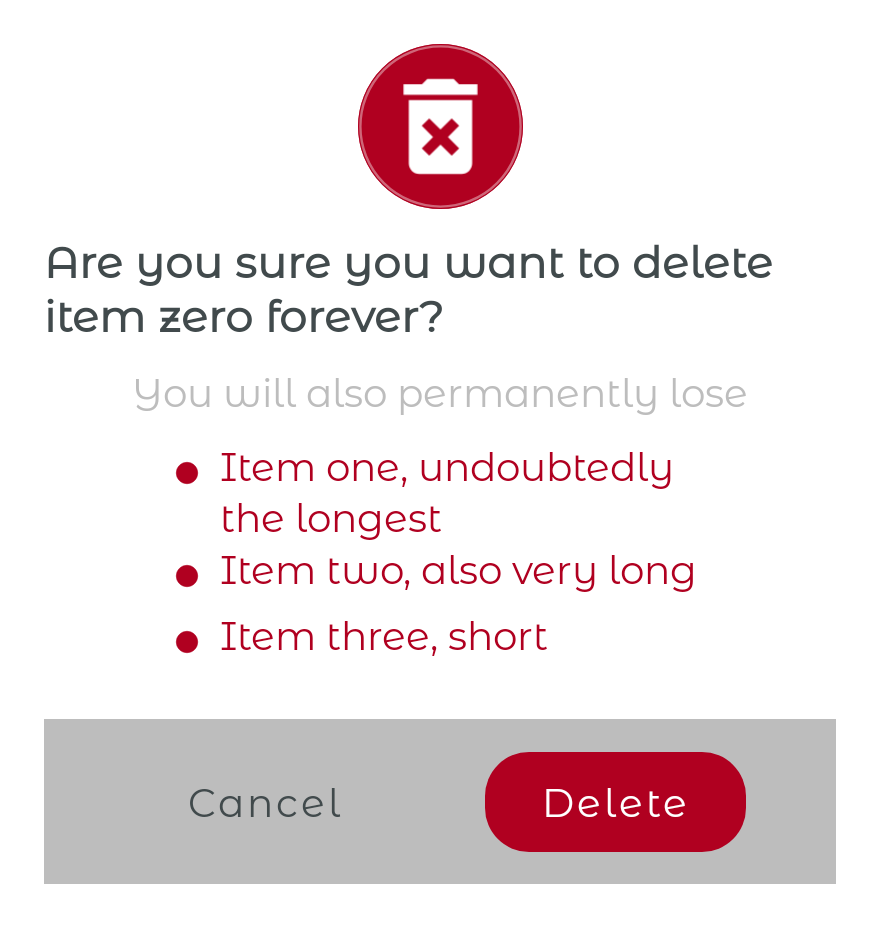 Are you sure you want to delete
item zero forever?
You will also permanently lose
Item one, undoubtedly
the longest
Item two, also very long
Item three, short
Cancel
Delete